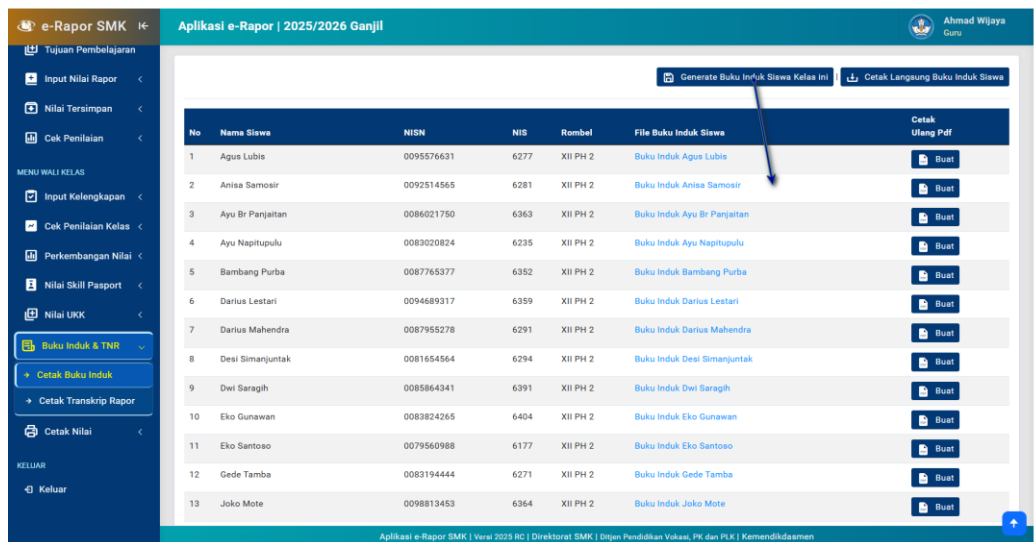 e-Rapor SMK
Aplikasi e-Rapor | 2025/2026 Ganjil
Ahmad Wijaya
Guru
Tujuan Pembelajaran
Input Nilai Rapor
Nilai Tersimpan
Cek Penilaian
MENU WALI KELAS
Input Kelengkapan
Cek Penilaian Kelas
Perkembangan Nilai
Nilai Skill Pasport
Nilai UKK
Buku Induk & TNR
Cetak Buku Induk
Cetak Transkrip Rapor
Cetak Nilai
KELUAR
Keluar
Generate Buku Induk Siswa Kelas ini | Cetak Langsung Buku Induk Siswa
No Nama Siswa NISN NIS Rombel File Buku Induk Siswa Cetak Ulang Pdf
1 Agus Lubis 0095576631 6277 XII PH 2 Buku Induk Agus Lubis Buat
2 Anisa Samosir 0092514565 6281 XII PH 2 Buku Induk Anisa Samosir Buat
3 Ayu Br Panjaitan 0086021750 6363 XII PH 2 Buku Induk Ayu Br Panjaitan Buat
4 Ayu Napitupulu 0083020824 6235 XII PH 2 Buku Induk Ayu Napitupulu Buat
5 Bambang Purba 0087765377 6352 XII PH 2 Buku Induk Bambang Purba Buat
6 Darius Lestari 0094689317 6359 XII PH 2 Buku Induk Darius Lestari Buat
7 Darius Mahendra 0087955278 6291 XII PH 2 Buku Induk Darius Mahendra Buat
8 Desi Simanjuntak 0081654564 6294 XII PH 2 Buku Induk Desi Simanjuntak Buat
9 Dwi Saragih 0085864341 6391 XII PH 2 Buku Induk Dwi Saragih Buat
10 Eko Gunawan 0083824265 6404 XII PH 2 Buku Induk Eko Gunawan Buat
11 Eko Santoso 0079560988 6177 XII PH 2 Buku Induk Eko Santoso Buat
12 Gede Tamba 0083194444 6271 XII PH 2 Buku Induk Gede Tamba Buat
13 Joko Mote 0098813453 6364 XII PH 2 Buku Induk Joko Mote Buat
Aplikasi e-Rapor SMK | Versi 2025 RC | Direktorat SMK | Ditjen Pendidikan Vokasi, PK dan PLK | Kemendikdasmen